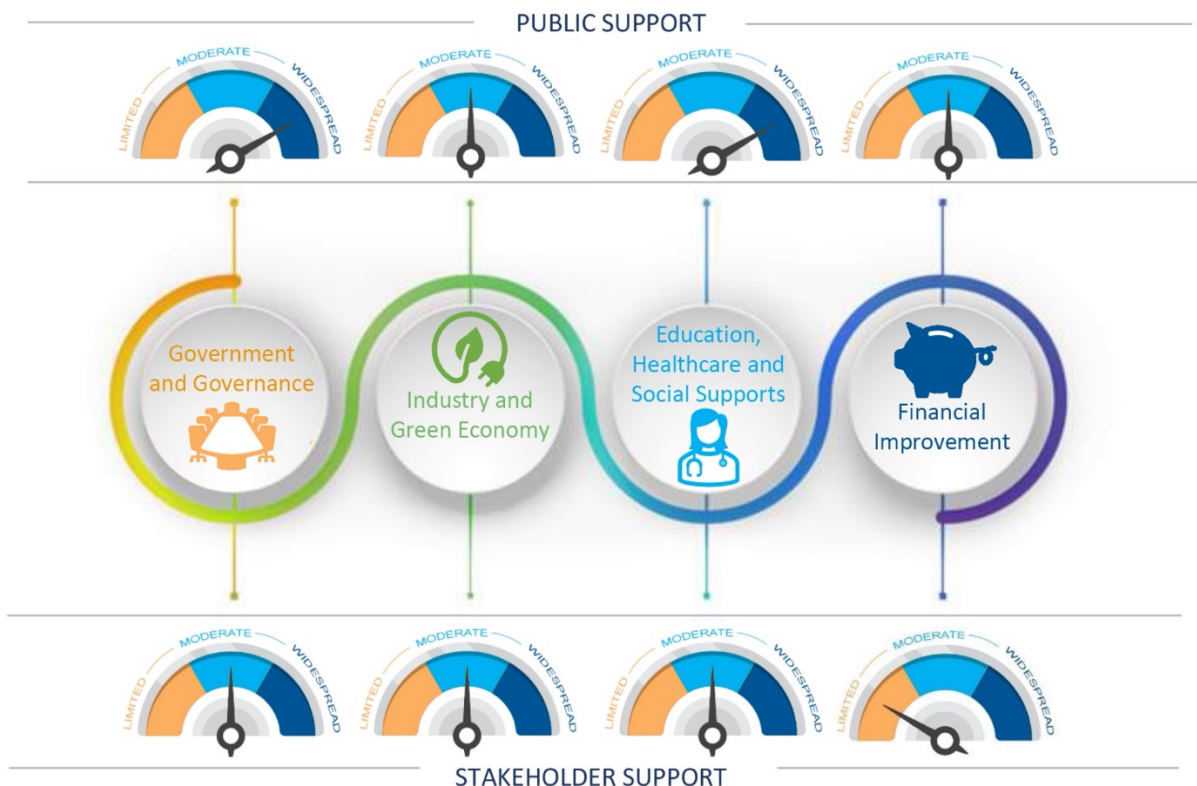 PUBLIC SUPPORT
LIMITED MODERATE WIDESPREAD
LIMITED MODERATE WIDESPREAD
LIMITED MODERATE WIDESPREAD
LIMITED MODERATE WIDESPREAD
Government
and Governance
Industry and
Green Economy
Education,
Healthcare and
Social Supports
Financial
Improvement
LIMITED MODERATE WIDESPREAD
LIMITED MODERATE WIDESPREAD
LIMITED MODERATE WIDESPREAD
LIMITED MODERATE WIDESPREAD
STAKEHOLDER SUPPORT